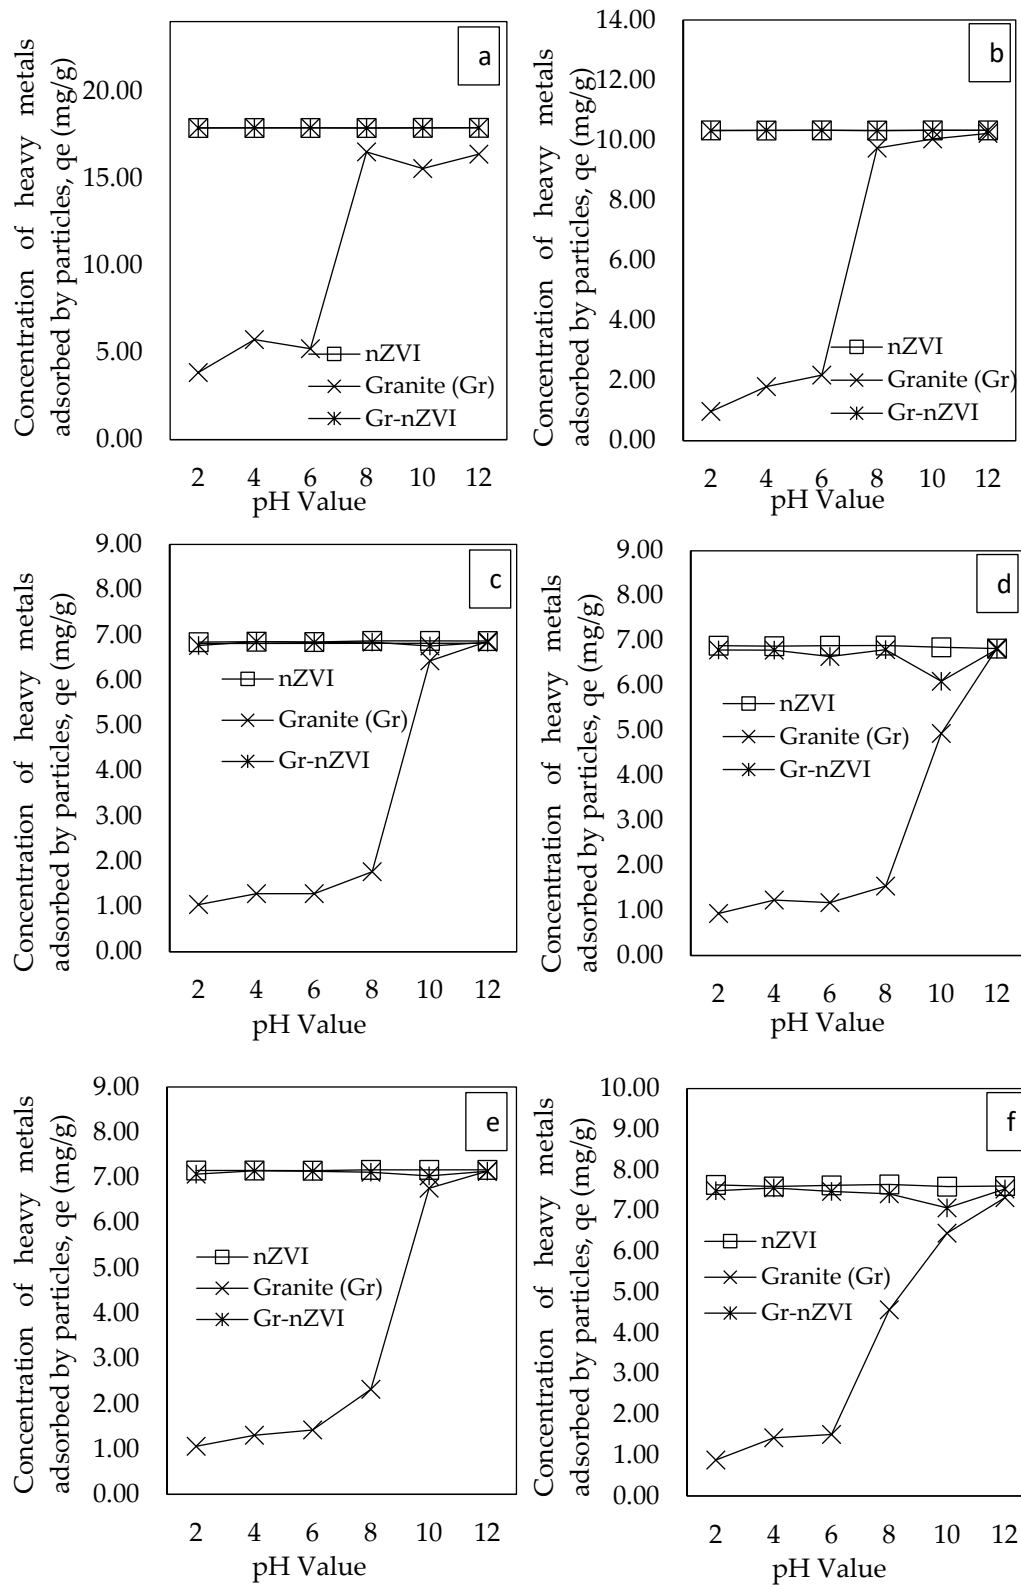 Concentration of heavy metals
adsorbed by particles, qe (mg/g)
a
20.00
15.00
10.00
5.00
0.00
nZVI
Granite (Gr)
Gr-nZVI
2 4 6 8 10 12
pH Value
Concentration of heavy metals
adsorbed by particles, qe (mg/g)
b
14.00
12.00
10.00
8.00
6.00
4.00
2.00
0.00
nZVI
Granite (Gr)
Gr-nZVI
2 4 6 8 10 12
pH Value
Concentration of heavy metals
adsorbed by particles, qe (mg/g)
c
9.00
8.00
7.00
6.00
5.00
4.00
3.00
2.00
1.00
0.00
nZVI
Granite (Gr)
Gr-nZVI
2 4 6 8 10 12
pH Value
Concentration of heavy metals
adsorbed by particles, qe (mg/g)
d
9.00
8.00
7.00
6.00
5.00
4.00
3.00
2.00
1.00
0.00
nZVI
Granite (Gr)
Gr-nZVI
2 4 6 8 10 12
pH Value
Concentration of heavy metals
adsorbed by particles, qe (mg/g)
e
9.00
8.00
7.00
6.00
5.00
4.00
3.00
2.00
1.00
0.00
nZVI
Granite (Gr)
Gr-nZVI
2 4 6 8 10 12
pH Value
Concentration of heavy metals
adsorbed by particles, qe (mg/g)
f
10.00
9.00
8.00
7.00
6.00
5.00
4.00
3.00
2.00
1.00
0.00
nZVI
Granite (Gr)
Gr-nZVI
2 4 6 8 10 12
pH Value